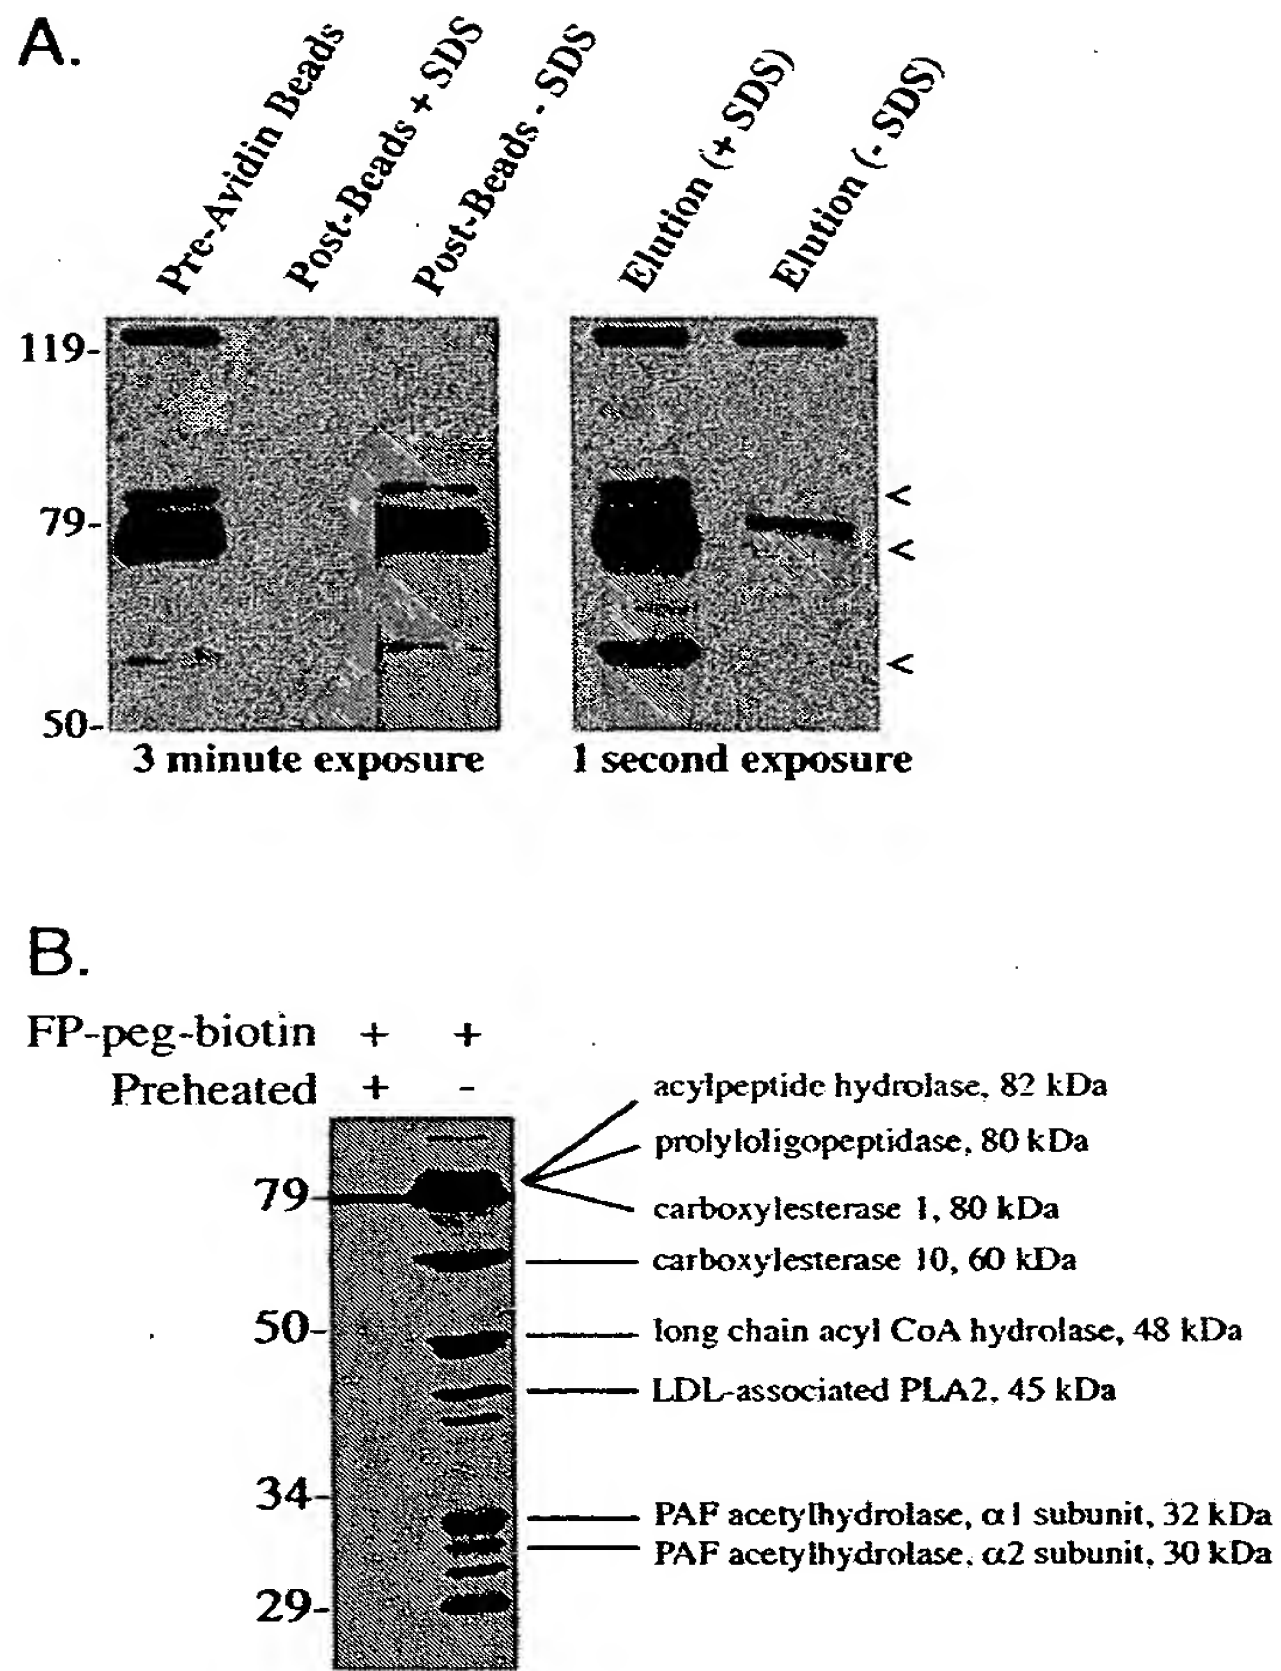 A.
Pre-Avidin Beads
Post-Beads + SDS
Post-Beads - SDS
Elution (+ SDS)
Elution (- SDS)
119-
79-
50-
<
<
<
3 minute exposure
1 second exposure
B.
FP-peg-biotin + +
Preheated + -
79-
50-
34-
29-
acylpeptide hydrolase, 82 kDa
prolyloligopeptidase, 80 kDa
carboxylesterase 1, 80 kDa
carboxylesterase 10, 60 kDa
long chain acyl CoA hydrolase, 48 kDa
LDL-associated PLA2, 45 kDa
PAF acetylhydrolase, α1 subunit, 32 kDa
PAF acetylhydrolase, α2 subunit, 30 kDa